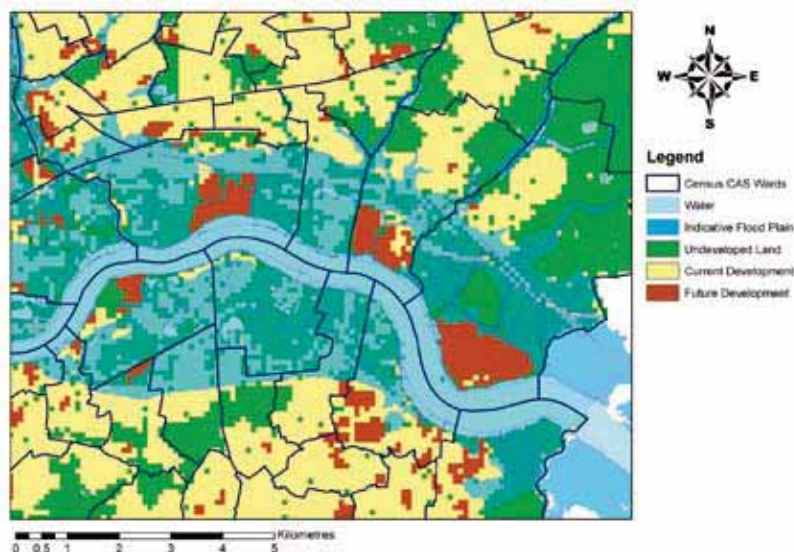 N
W E
S
Legend
Census CAS Wards
Water
Indicative Flood Plain
Undeveloped Land
Current Development
Future Development
Kilometres
0 0.5 1 2 3 4 5